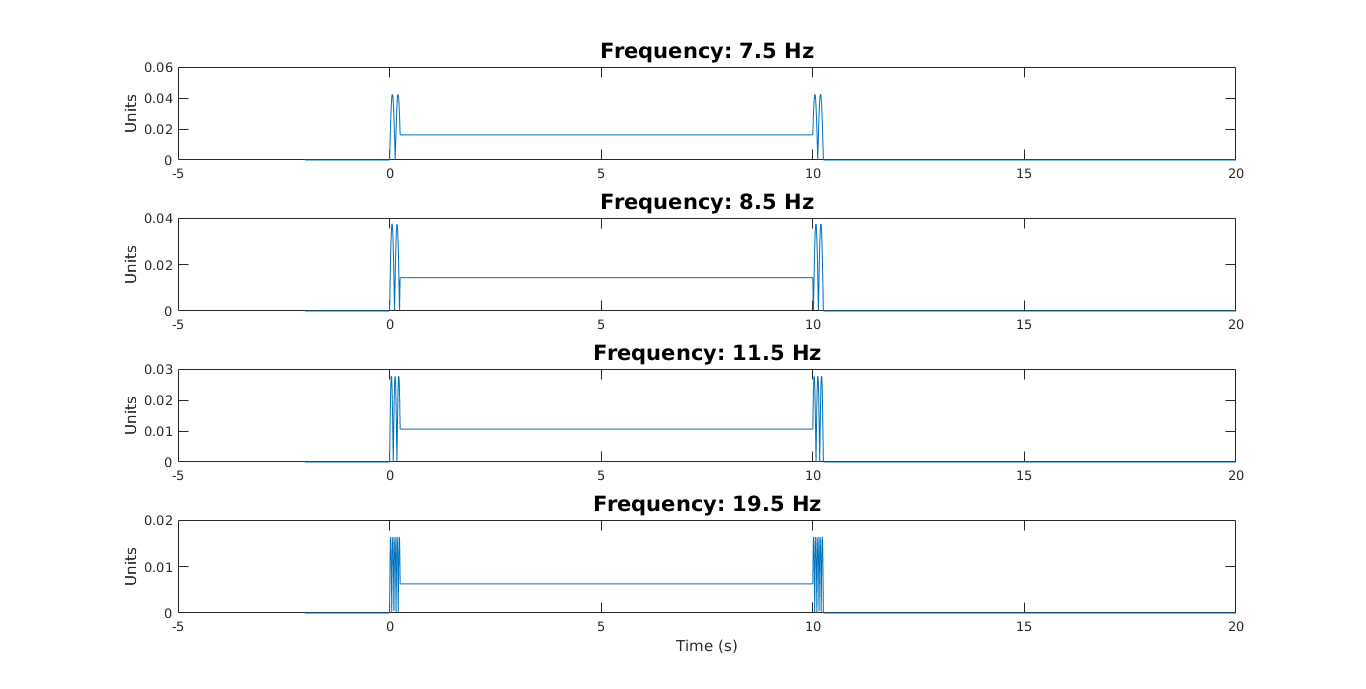 Frequency: 7.5 Hz
0.06
0.04
0.02
0
Units
-5 0 5 10 15 20
Frequency: 8.5 Hz
0.04
0.02
0
Units
-5 0 5 10 15 20
Frequency: 11.5 Hz
0.03
0.02
0.01
0
Units
-5 0 5 10 15 20
Frequency: 19.5 Hz
0.02
0.01
0
Units
-5 0 5 10 15 20
Time (s)